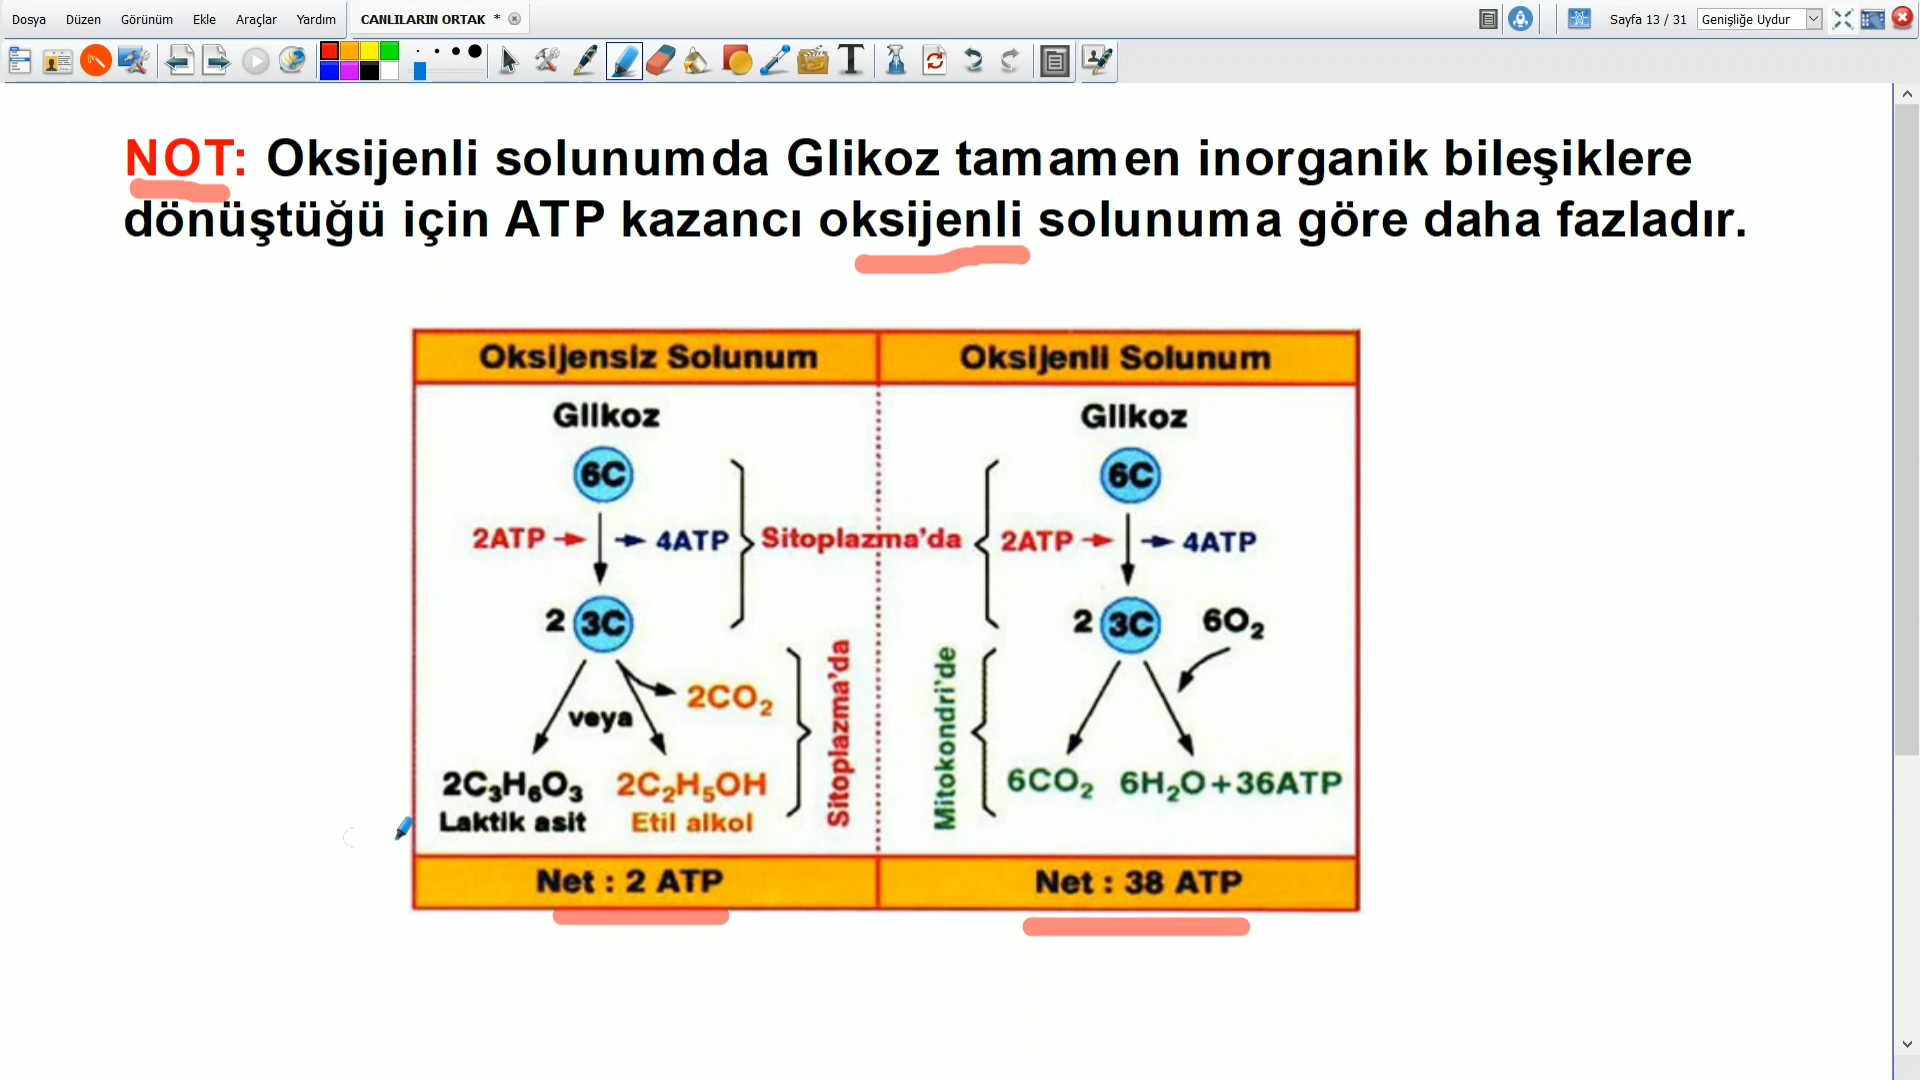 Dosya Düzen Görünüm Ekle Araçlar Yardım CANLILARIN ORTAK * Sayfa 13 / 31 Genişliğe Uydur
NOT: Oksijenli solunumda Glikoz tamamen inorganik bileşiklere
dönüştüğü için ATP kazancı oksijenli solunuma göre daha fazladır.
Oksijensiz Solunum
Glikoz
6C
2ATP 4ATP
Sitoplazma'da
2 3C
2CO₂
veya
2C₃H₆O₃ 2C₂H₅OH
Laktik asit Etil alkol
Sitoplazma'da
Net : 2 ATP
Oksijenli Solunum
Glikoz
6C
2ATP 4ATP
2 3C 6O₂
Mitokondri'de
6CO₂ 6H₂O+36ATP
Net : 38 ATP